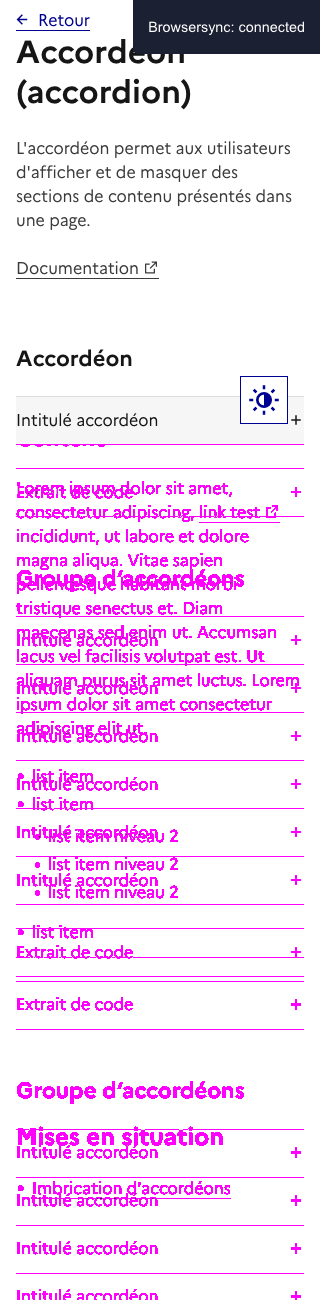 ← Retour
Browsersync: connected
Accordéon
(accordion)
L'accordéon permet aux utilisateurs
d'afficher et de masquer des
sections de contenu présentés dans
une page.
Documentation
Accordéon
Intitulé accordéon +
Lorem ipsum dolor sit amet,
Extrait de code +
consectetur adipiscing, link test
incididunt, ut labore et dolore
magna aliqua. Vitae sapien
Groupe d’accordéons
pellentesque habitant morbi
tristique senectus et. Diam
maecenas sed enim ut. Accumsan
Intitulé accordéon +
lacus vel facilisis volutpat est. Ut
aliquam purus sit amet luctus. Lorem
Intitulé accordéon +
ipsum dolor sit amet consectetur
adipiscing elit ut.
Intitulé accordéon +
• list item
Intitulé accordéon +
• list item
Intitulé accordéon +
• list item niveau 2
• list item niveau 2
Intitulé accordéon +
• list item niveau 2
• list item
Extrait de code +
Extrait de code +
Groupe d’accordéons
Mises en situation
Intitulé accordéon +
• Imbrication d’accordéons
Intitulé accordéon +
Intitulé accordéon +
Intitulé accordéon +